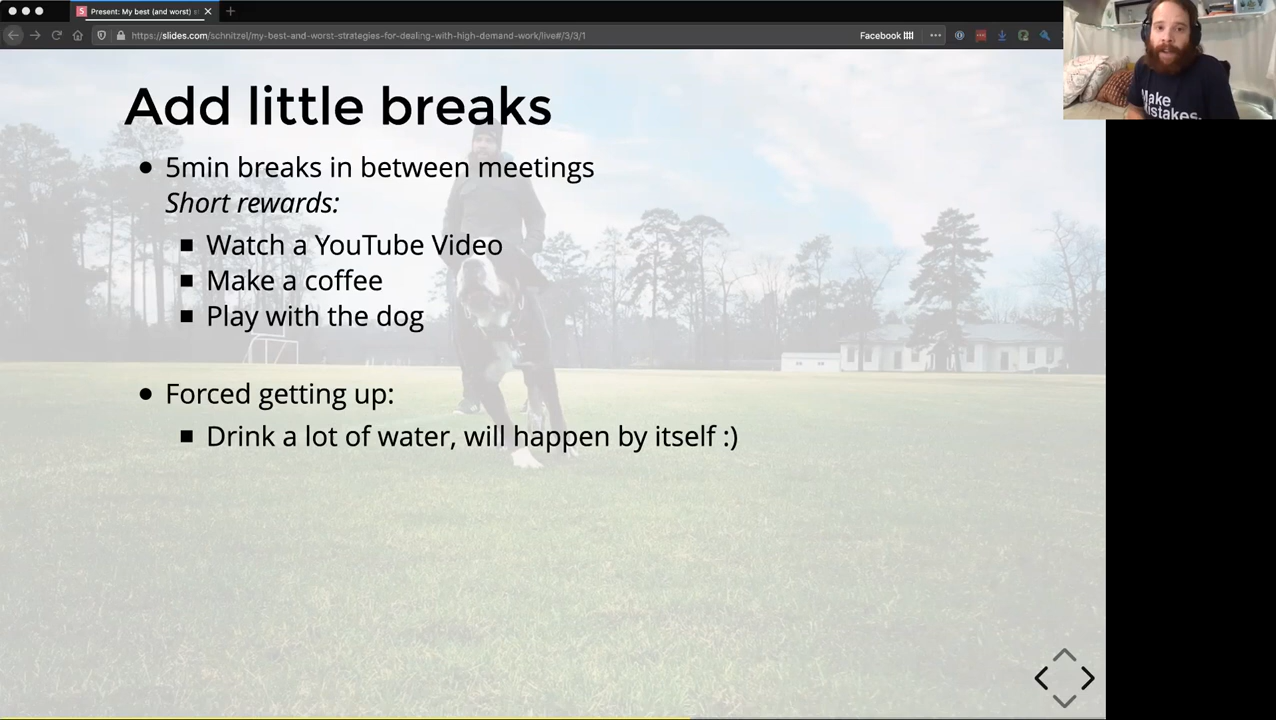 Present: My best (and worst)
https://slides.com/schnitzel/my-best-and-worst-strategies-for-dealing-with-high-demand-work/live#/3/3/1
Facebook
Make
istakes.
Add little breaks
5min breaks in between meetings
Short rewards:
Watch a YouTube Video
Make a coffee
Play with the dog
Forced getting up:
Drink a lot of water, will happen by itself :)